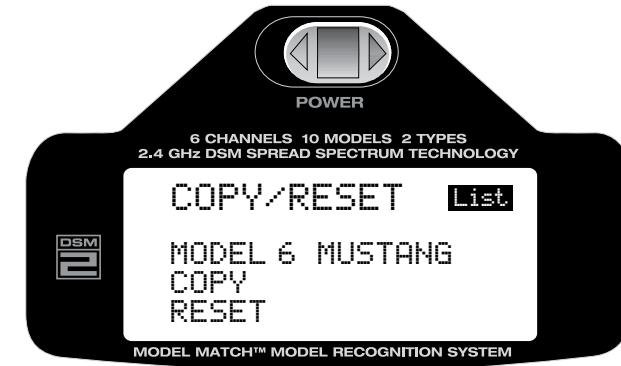 POWER
6 CHANNELS 10 MODELS 2 TYPES
2.4 GHz DSM SPREAD SPECTRUM TECHNOLOGY
COPY/RESET List
DSM
2
MODEL 6 MUSTANG
COPY
RESET
MODEL MATCH™ MODEL RECOGNITION SYSTEM